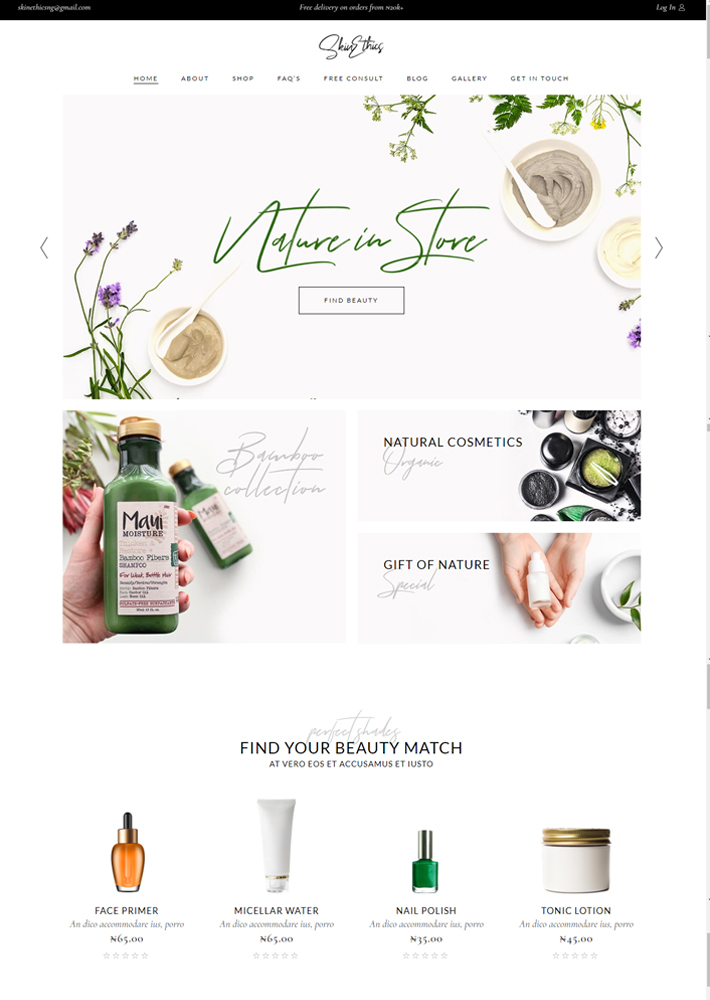 skinethicsng@gmail.com
Free delivery on orders from ₦20k+
Log In
SkinEthics
HOME ABOUT SHOP FAQ'S FREE CONSULT BLOG GALLERY GET IN TOUCH
Nature in Store
FIND BEAUTY
Bamboo
collection
Maui
MOISTURE
Bamboo Fibers
SHAMPOO
For Weak, Brittle Hair
NATURAL COSMETICS
Organic
GIFT OF NATURE
Special
perfect shades
FIND YOUR BEAUTY MATCH
AT VERO EOS ET ACCUSAMUS ET IUSTO
FACE PRIMER
An dico accommodare ius, porro
₦65.00
MICELLAR WATER
An dico accommodare ius, porro
₦65.00
NAIL POLISH
An dico accommodare ius, porro
₦35.00
TONIC LOTION
An dico accommodare ius, porro
₦45.00